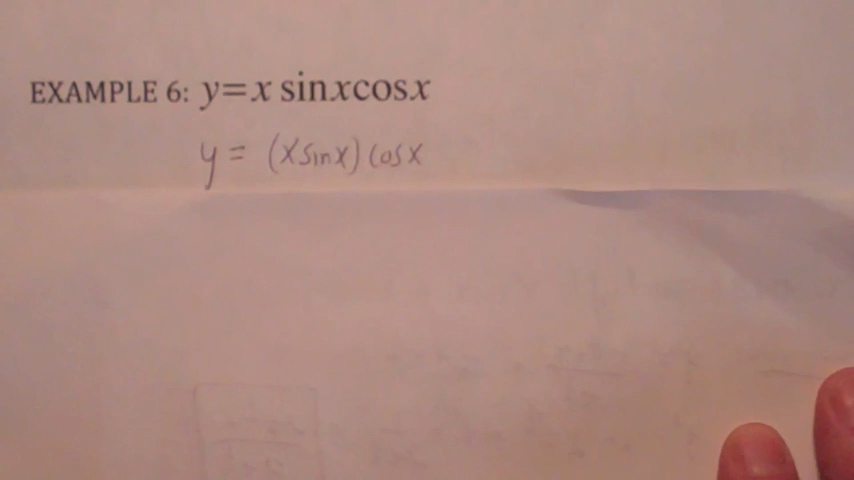 EXAMPLE 6: y=x sinxcosx
y = (x sinx) cosx